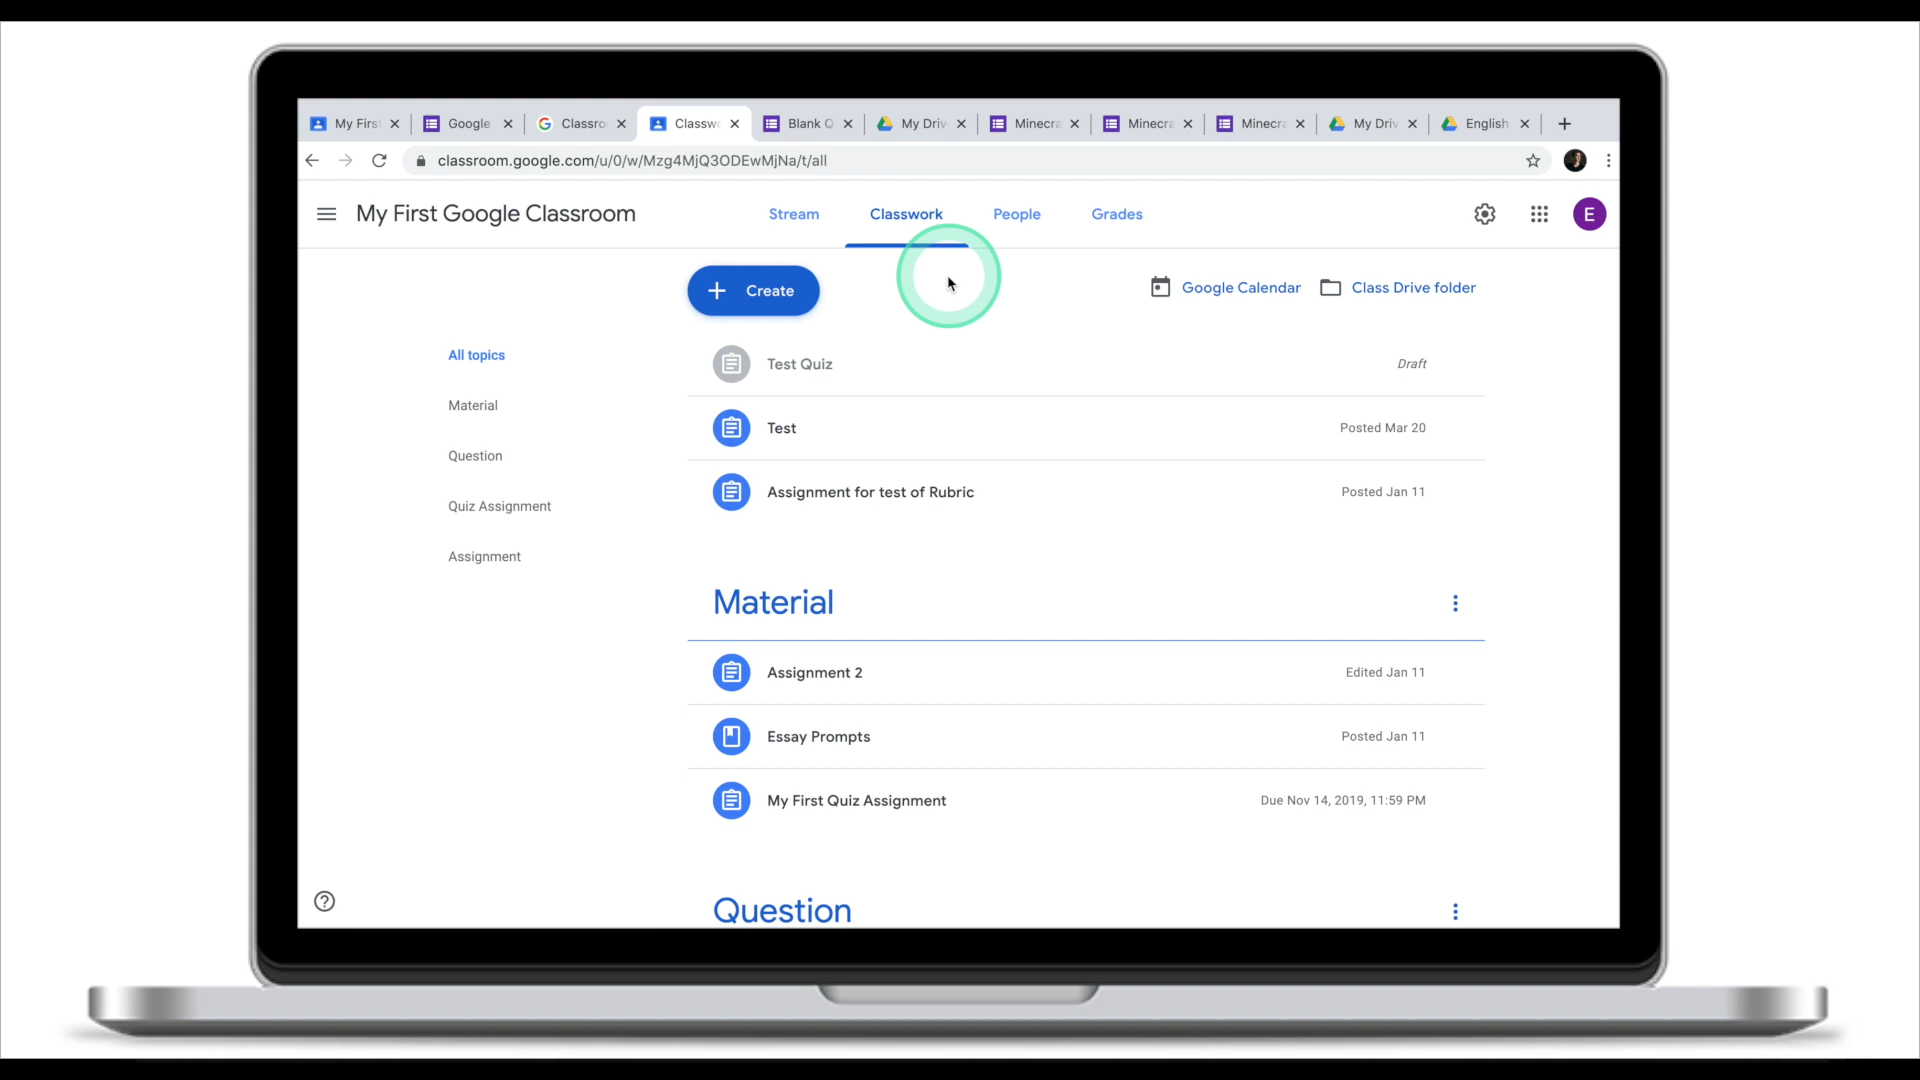 My First
Google
Classro
Classwo
Blank Q
My Driv
Minecra
Minecra
Minecra
My Driv
English
classroom.google.com/u/0/w/Mzg4MjQ3ODEwMjNa/t/all
My First Google Classroom
Stream
Classwork
People
Grades
E
Create
Google Calendar
Class Drive folder
All topics
Material
Question
Quiz Assignment
Assignment
Test Quiz
Draft
Test
Posted Mar 20
Assignment for test of Rubric
Posted Jan 11
Material
Assignment 2
Edited Jan 11
Essay Prompts
Posted Jan 11
My First Quiz Assignment
Due Nov 14, 2019, 11:59 PM
Question